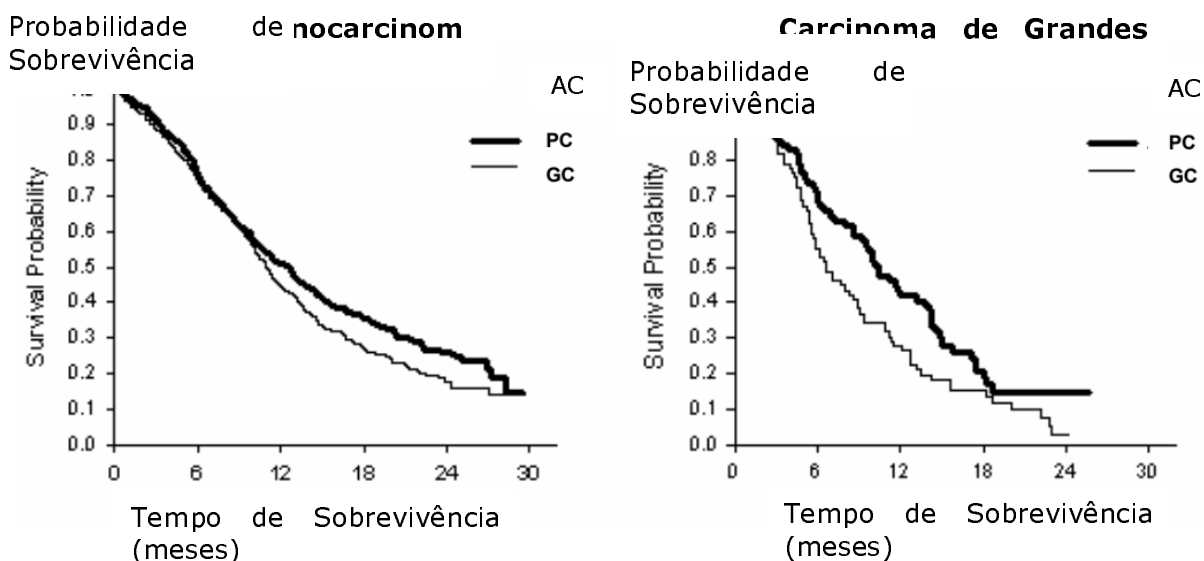 Probabilidade de
Sobrevivência
nocarcinom
AC
PC
GC
0.9
0.8
0.7
0.6
0.5
0.4
0.3
0.2
0.1
0.0
Survival Probability
0 6 12 18 24 30
Tempo de Sobrevivência
(meses)
Carcinoma de Grandes
Probabilidade de
Sobrevivência
AC
PC
GC
0.8
0.7
0.6
0.5
0.4
0.3
0.2
0.1
0.0
Survival Probability
0 6 12 18 24 30
Tempo de Sobrevivência
(meses)